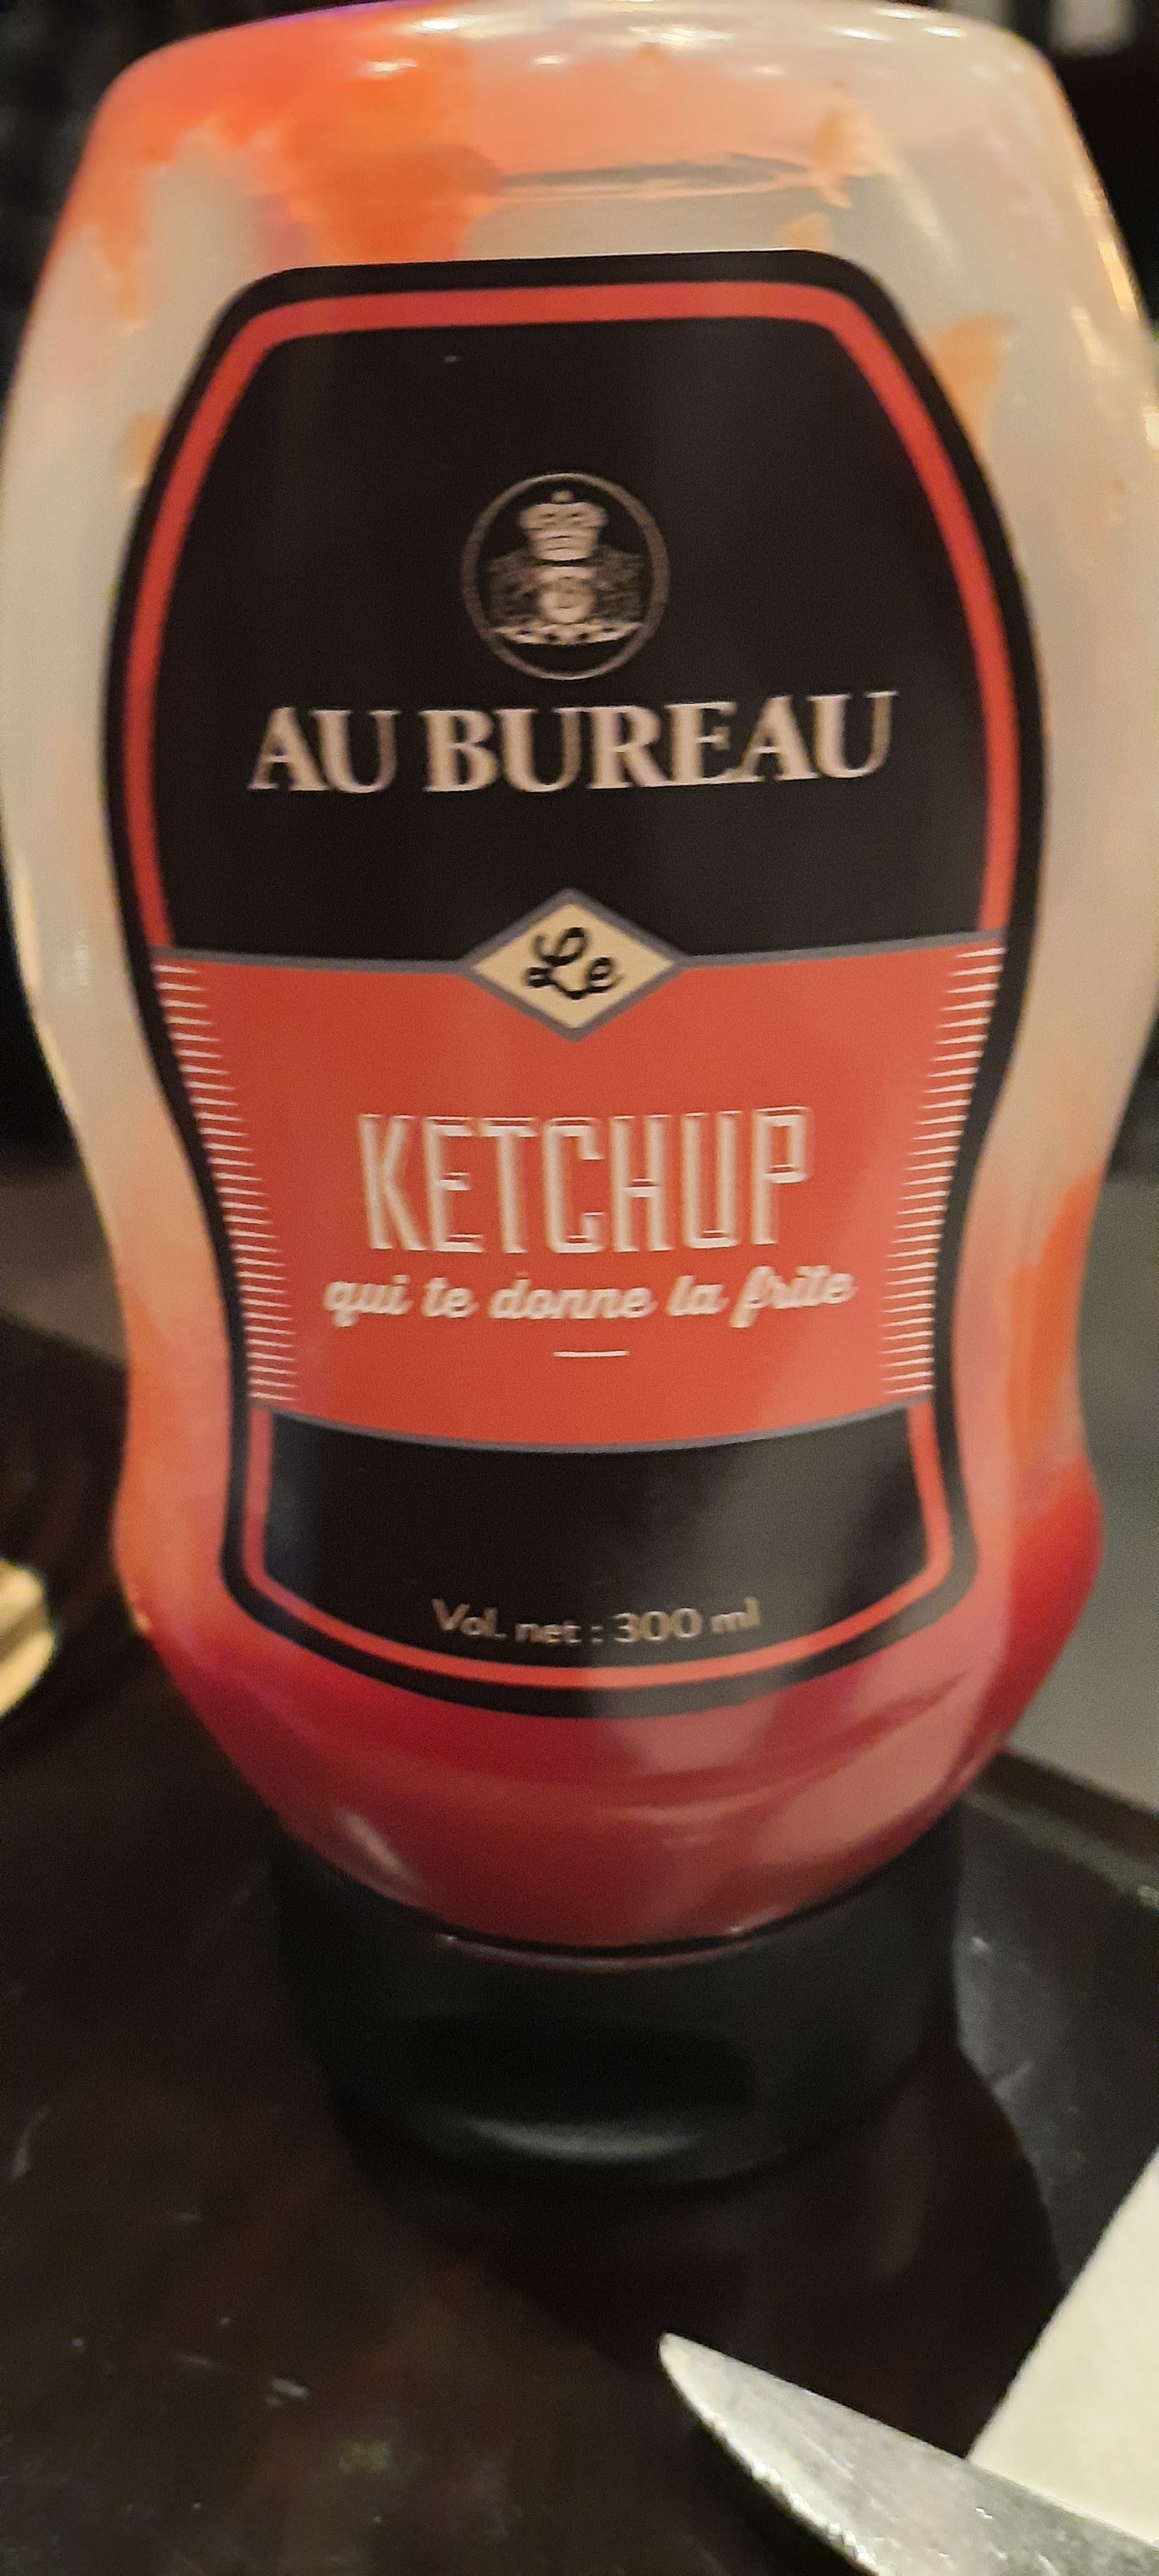 AU BUREAU
Le
KETCHUP
qui te donne la frite
Vol. net : 300 ml